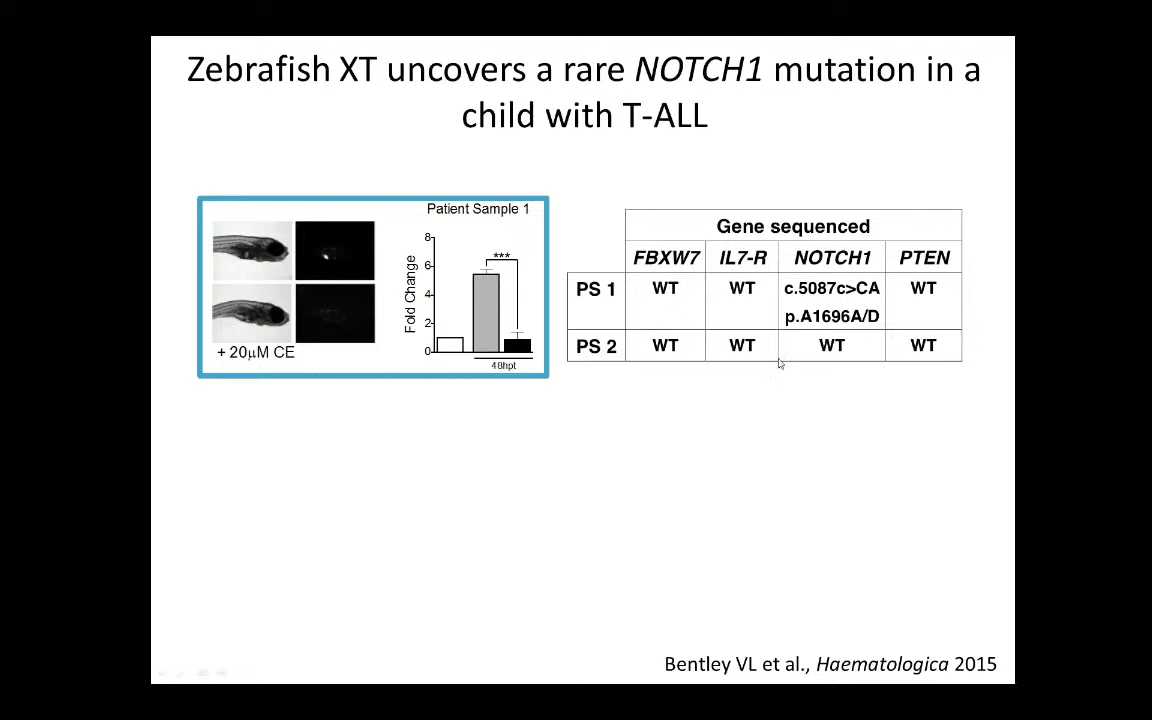 Zebrafish XT uncovers a rare NOTCH1 mutation in a
child with T-ALL
Patient Sample 1
8
6
4
2
0
Fold Change
***
48hpt
+ 20μM CE
Gene sequenced
FBXW7 IL7-R NOTCH1 PTEN
PS 1 WT WT c.5087c>CA WT
p.A1696A/D
PS 2 WT WT WT WT
Bentley VL et al., Haematologica 2015